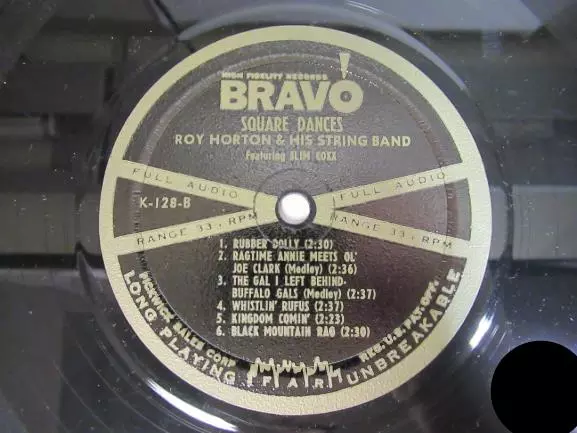 HIGH FIDELITY RECORDS
BRAVO!
SQUARE DANCES
ROY HORTON & HIS STRING BAND
Featuring SLIM COXX
FULL AUDIO
FULL AUDIO
K-128-B
RANGE 33⅓ RPM
RANGE 33⅓ RPM
1. RUBBER DOLLY (2:30)
2. RAGTIME ANNIE MEETS OL'
JOE CLARK (Medley) (2:36)
3. THE GAL I LEFT BEHIND-
BUFFALO GALS (Medley) (2:37)
4. WHISTLIN' RUFUS (2:37)
5. KINGDOM COMIN' (2:23)
6. BLACK MOUNTAIN RAG (2:30)
PICKWICK SALES CORP
REG. U.S. PAT. OFF.
LONG PLAYING
FAR
UNBREAKABLE